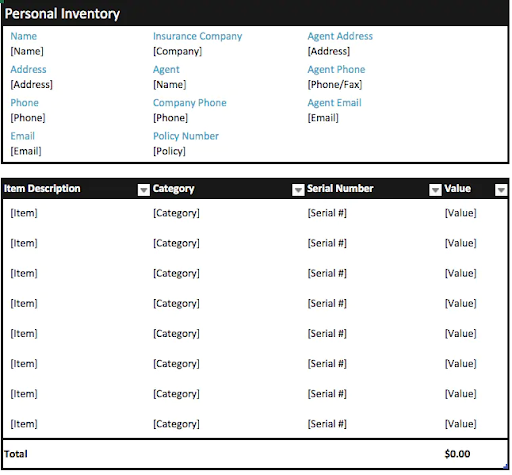 Personal Inventory
Name Insurance Company Agent Address
[Name] [Company] [Address]
Address Agent Agent Phone
[Address] [Name] [Phone/Fax]
Phone Company Phone Agent Email
[Phone] [Phone] [Email]
Email Policy Number
[Email] [Policy]
Item Description Category Serial Number Value
[Item] [Category] [Serial #] [Value]
[Item] [Category] [Serial #] [Value]
[Item] [Category] [Serial #] [Value]
[Item] [Category] [Serial #] [Value]
[Item] [Category] [Serial #] [Value]
[Item] [Category] [Serial #] [Value]
[Item] [Category] [Serial #] [Value]
[Item] [Category] [Serial #] [Value]
Total $0.00